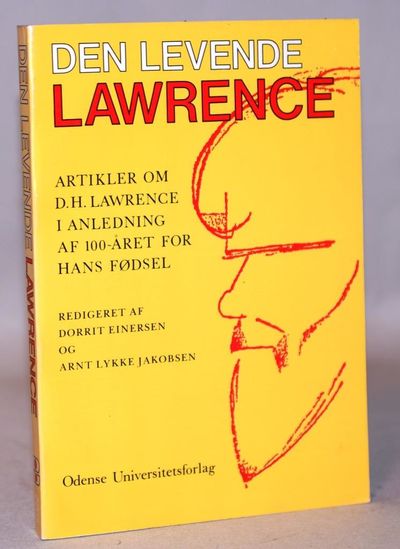 DEN LEVENDE
LAWRENCE
ARTIKLER OM
D.H. LAWRENCE
I ANLEDNING
AF 100-ÅRET FOR
HANS FØDSEL
REDIGERET AF
DORRIT EINERSEN
OG
ARNT LYKKE JAKOBSEN
Odense Universitetsforlag
DEN LEVENDE LAWRENCE